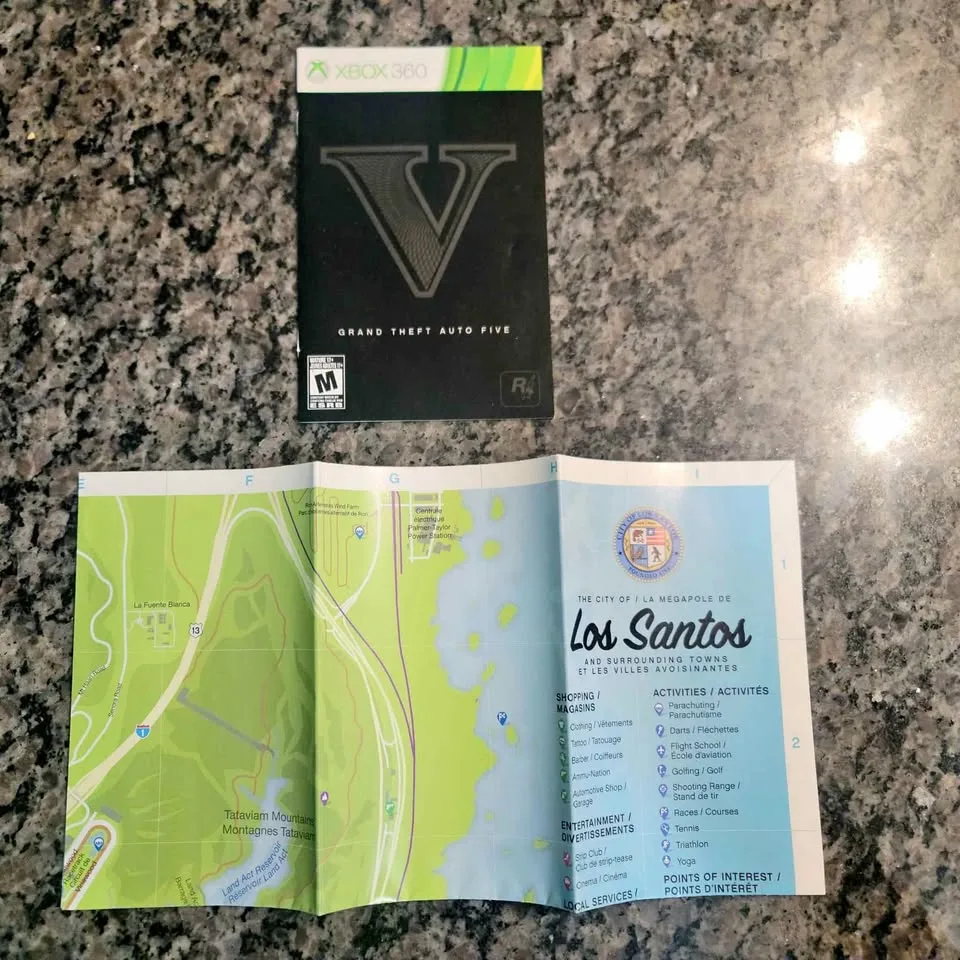 XBOX 360
V
GRAND THEFT AUTO FIVE
MATURE 17+
M
ESRB
R
E
F
G
H
I
1
2
Centrale
électrique
Palmer-Taylor
Power Station
La Fuente Blanca
13
1
Senora Road
Tataviam Mountains
Montagnes Tataviam
Land Act Reservoir
Réservoir Land Act
THE CITY OF / LA MÉGAPOLE DE
Los Santos
AND SURROUNDING TOWNS
ET LES VILLES AVOISINANTES
SHOPPING /
MAGASINS
Clothing / Vêtements
Tattoo / Tatouage
Barber / Coiffeurs
Ammu-Nation
Automotive Shop /
Garage
ENTERTAINMENT /
DIVERTISSEMENTS
Strip Club /
Club de strip-tease
Cinema / Cinéma
LOCAL SERVICES /
ACTIVITIES / ACTIVITÉS
Parachuting /
Parachutisme
Darts / Fléchettes
Flight School /
École d'aviation
Golfing / Golf
Shooting Range /
Stand de tir
Races / Courses
Tennis
Triathlon
Yoga
POINTS OF INTEREST /
POINTS D'INTÉRÊT